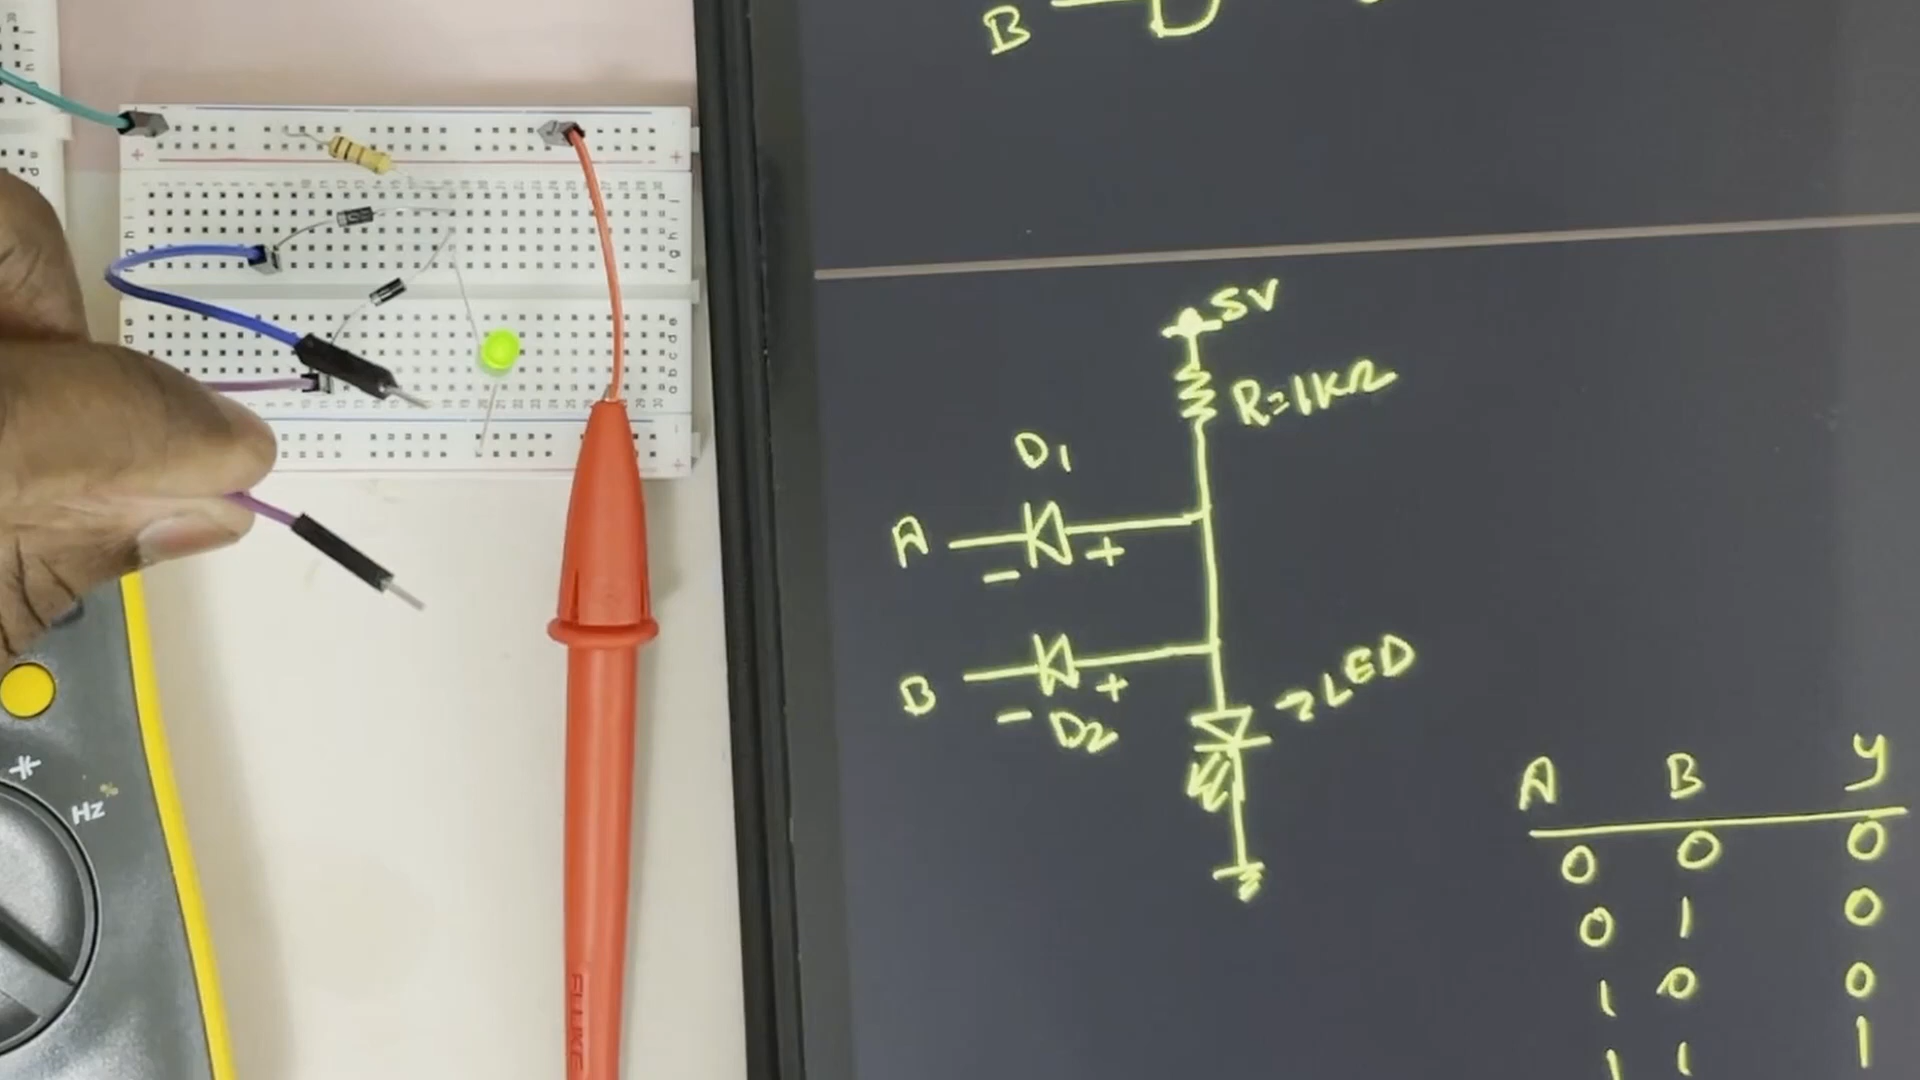 B
5V
R=1KΩ
D1
A
- +
B
- +
D2
→LED
A B Y
0 0 0
0 1 0
1 0 0
1 1 1
Hz %
FLUKE